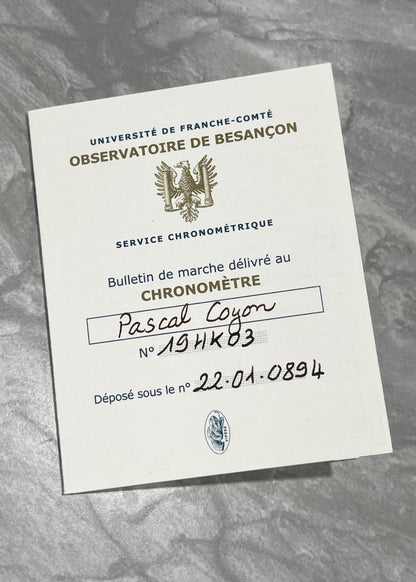 UNIVERSITÉ DE FRANCHE-COMTÉ
OBSERVATOIRE DE BESANÇON
SERVICE CHRONOMÉTRIQUE
Bulletin de marche délivré au
CHRONOMÈTRE
Pascal Coyon
N° 19HK03
Déposé sous le n° 22.01.0894